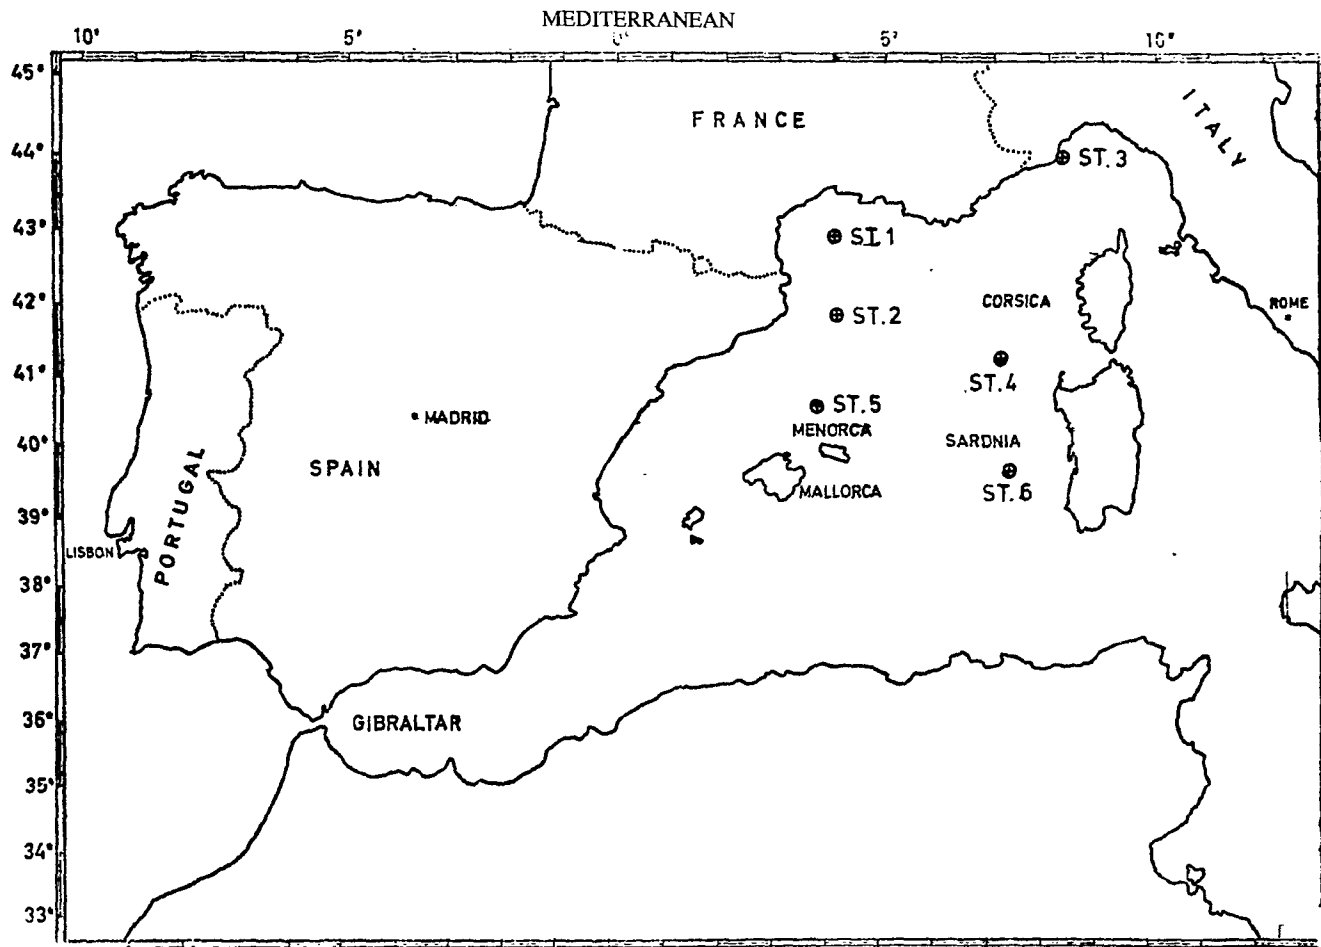 MEDITERRANEAN
10° 5° 0° 5° 10°
45°
FRANCE
ITALY
44°
ST. 3
43°
ST.1
42°
CORSICA
ROME
ST.2
41°
ST.4
ST.5
MADRID
40°
MENORCA
SARDNIA
SPAIN
PORTUGAL
MALLORCA
ST.6
39°
LISBON
38°
37°
36°
GIBRALTAR
35°
34°
33°